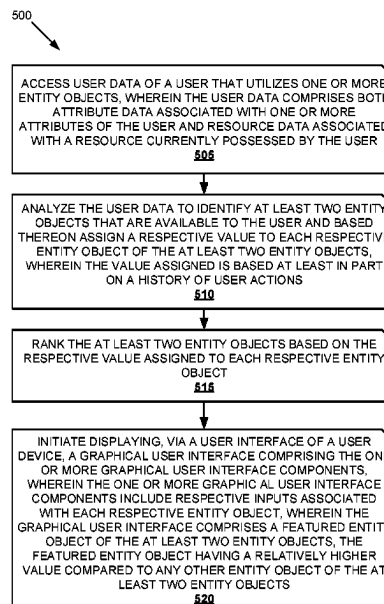 500
ACCESS USER DATA OF A USER THAT UTILIZES ONE OR MORE
ENTITY OBJECTS, WHEREIN THE USER DATA COMPRISES BOTH
ATTRIBUTE DATA ASSOCIATED WITH ONE OR MORE
ATTRIBUTES OF THE USER AND RESOURCE DATA ASSOCIATED
WITH A RESOURCE CURRENTLY POSSESSED BY THE USER
505
ANALYZE THE USER DATA TO IDENTIFY AT LEAST TWO ENTITY
OBJECTS THAT ARE AVAILABLE TO THE USER AND BASED
THEREON ASSIGN A RESPECTIVE VALUE TO EACH RESPECTIVE
ENTITY OBJECT OF THE AT LEAST TWO ENTITY OBJECTS,
WHEREIN THE VALUE ASSIGNED IS BASED AT LEAST IN PART
ON A HISTORY OF USER ACTIONS
510
RANK THE AT LEAST TWO ENTITY OBJECTS BASED ON THE
RESPECTIVE VALUE ASSIGNED TO EACH RESPECTIVE ENTITY
OBJECT
515
INITIATE DISPLAYING, VIA A USER INTERFACE OF A USER
DEVICE, A GRAPHICAL USER INTERFACE COMPRISING THE ONE
OR MORE GRAPHICAL USER INTERFACE COMPONENTS,
WHEREIN THE ONE OR MORE GRAPHICAL USER INTERFACE
COMPONENTS INCLUDE RESPECTIVE INPUTS ASSOCIATED
WITH EACH RESPECTIVE ENTITY OBJECT, WHEREIN THE
GRAPHICAL USER INTERFACE COMPRISES A FEATURED ENTITY
OBJECT OF THE AT LEAST TWO ENTITY OBJECTS, THE
FEATURED ENTITY OBJECT HAVING A RELATIVELY HIGHER
VALUE COMPARED TO ANY OTHER ENTITY OBJECT OF THE AT
LEAST TWO ENTITY OBJECTS
520